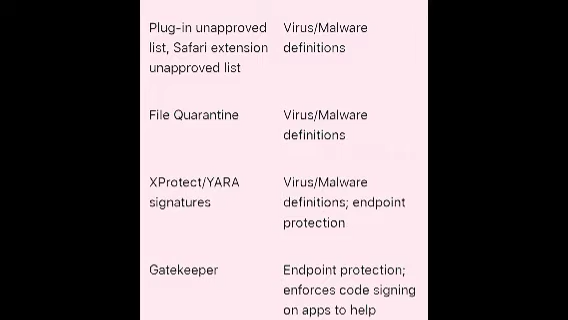 Plug-in unapproved
list, Safari extension
unapproved list
Virus/Malware
definitions
File Quarantine
Virus/Malware
definitions
XProtect/YARA
signatures
Virus/Malware
definitions; endpoint
protection
Gatekeeper
Endpoint protection;
enforces code signing
on apps to help